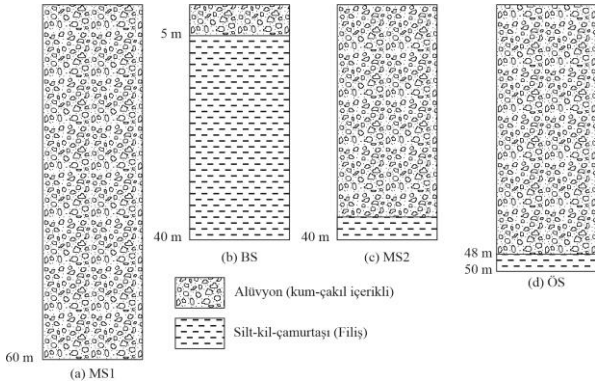 5 m
40 m
(b) BS
40 m
(c) MS2
48 m
50 m
(d) ÖS
Alüvyon (kum-çakıl içerikli)
Silt-kil-çamurtaşı (Filiş)
60 m
(a) MS1